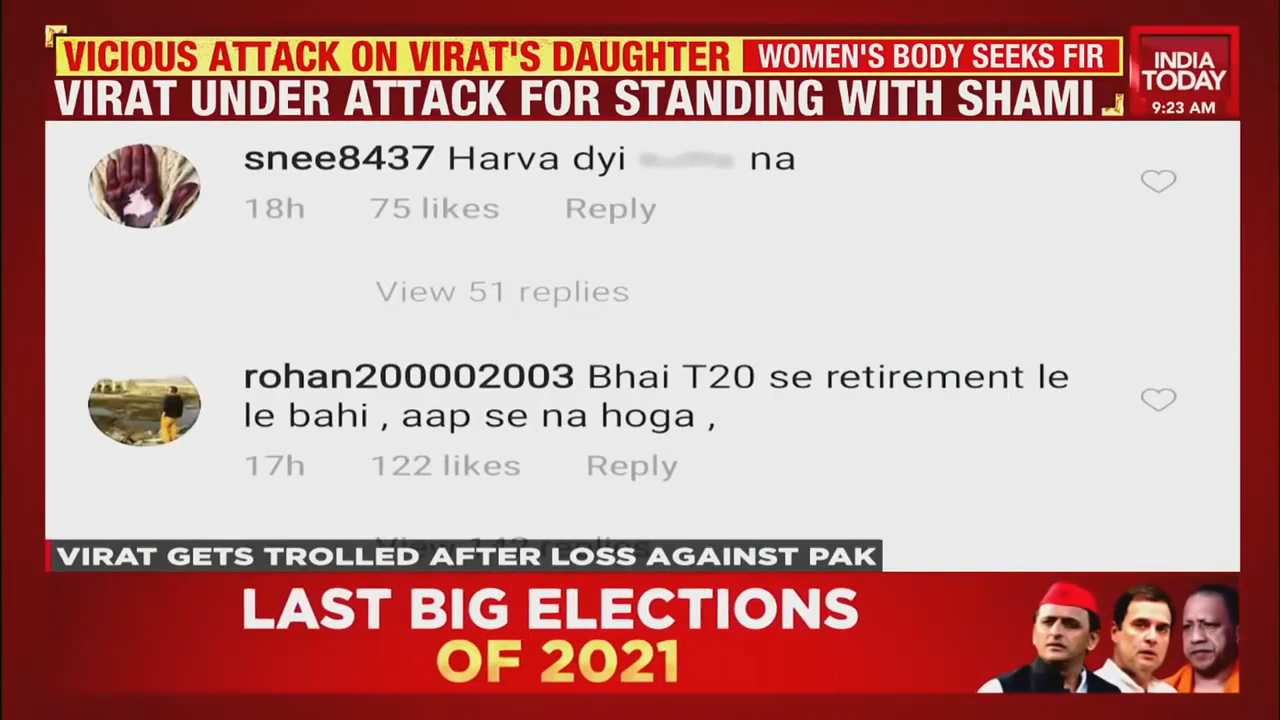 VICIOUS ATTACK ON VIRAT'S DAUGHTER WOMEN'S BODY SEEKS FIR
VIRAT UNDER ATTACK FOR STANDING WITH SHAMI
INDIA
TODAY
9:23 AM
snee8437 Harva dyi na
18h 75 likes Reply
View 51 replies
rohan200002003 Bhai T20 se retirement le
le bahi , aap se na hoga ,
17h 122 likes Reply
View 142 replies
VIRAT GETS TROLLED AFTER LOSS AGAINST PAK
LAST BIG ELECTIONS
OF 2021